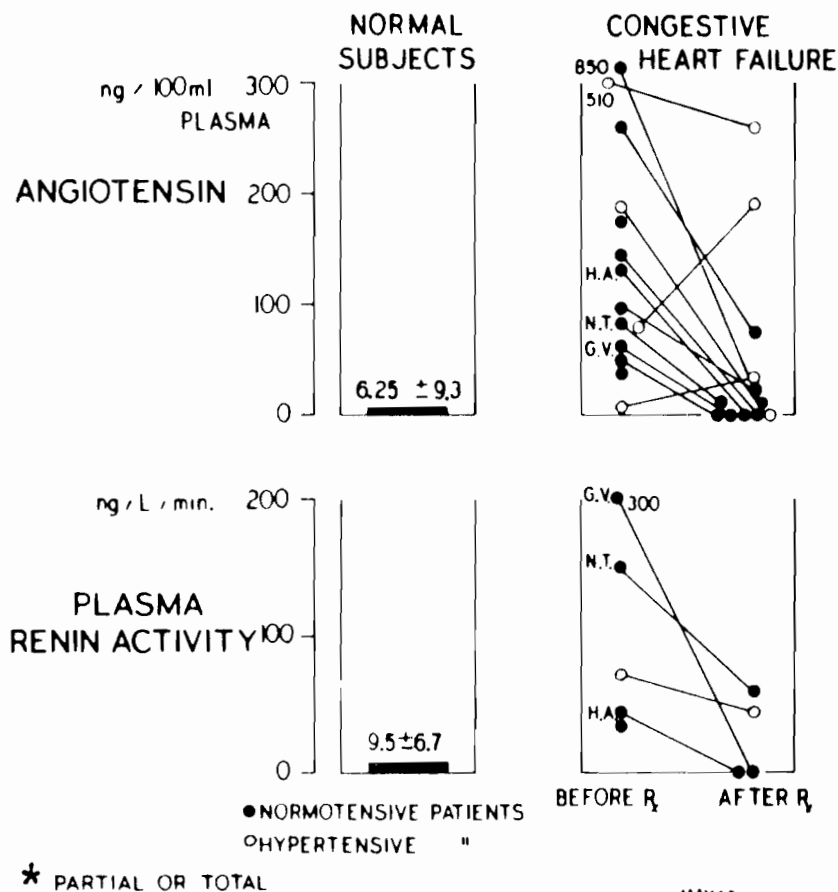 NORMAL SUBJECTS
CONGESTIVE HEART FAILURE
ng / 100ml PLASMA
ANGIOTENSIN
300
200
100
0
6.25 ± 9.3
850
510
H.A.
N.T.
G.V.
ng / L / min.
PLASMA
RENIN ACTIVITY
200
100
0
9.5 ±6.7
G.V.
300
N.T.
H.A
BEFORE Rx
AFTER Rx
●NORMOTENSIVE PATIENTS
○HYPERTENSIVE "
* PARTIAL OR TOTAL